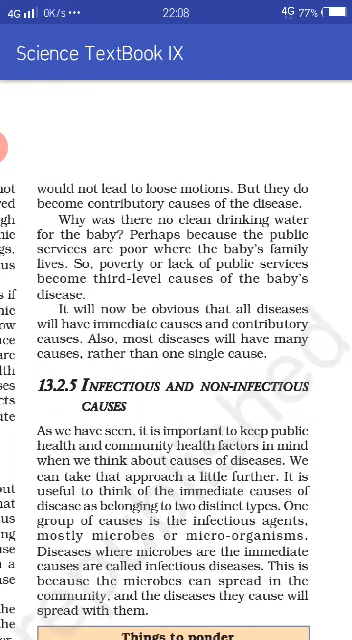 4G 0K/s ••• 22:08 4G 77%
Science TextBook IX
would not lead to loose motions. But they do
become contributory causes of the disease.
Why was there no clean drinking water
for the baby? Perhaps because the public
services are poor where the baby's family
lives. So, poverty or lack of public services
become third-level causes of the baby's
disease.
It will now be obvious that all diseases
will have immediate causes and contributory
causes. Also, most diseases will have many
causes, rather than one single cause.
13.2.5 INFECTIOUS AND NON-INFECTIOUS
CAUSES
As we have seen, it is important to keep public
health and community health factors in mind
when we think about causes of diseases. We
can take that approach a little further. It is
useful to think of the immediate causes of
disease as belonging to two distinct types. One
group of causes is the infectious agents,
mostly microbes or micro-organisms.
Diseases where microbes are the immediate
causes are called infectious diseases. This is
because the microbes can spread in the
community, and the diseases they cause will
spread with them.
Things to ponder